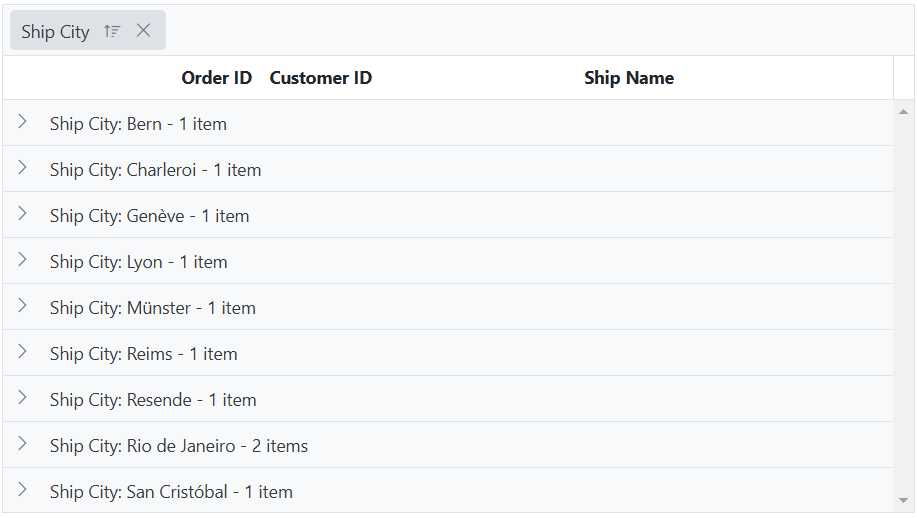 Ship City
Order ID Customer ID Ship Name
Ship City: Bern - 1 item
Ship City: Charleroi - 1 item
Ship City: Genève - 1 item
Ship City: Lyon - 1 item
Ship City: Münster - 1 item
Ship City: Reims - 1 item
Ship City: Resende - 1 item
Ship City: Rio de Janeiro - 2 items
Ship City: San Cristóbal - 1 item